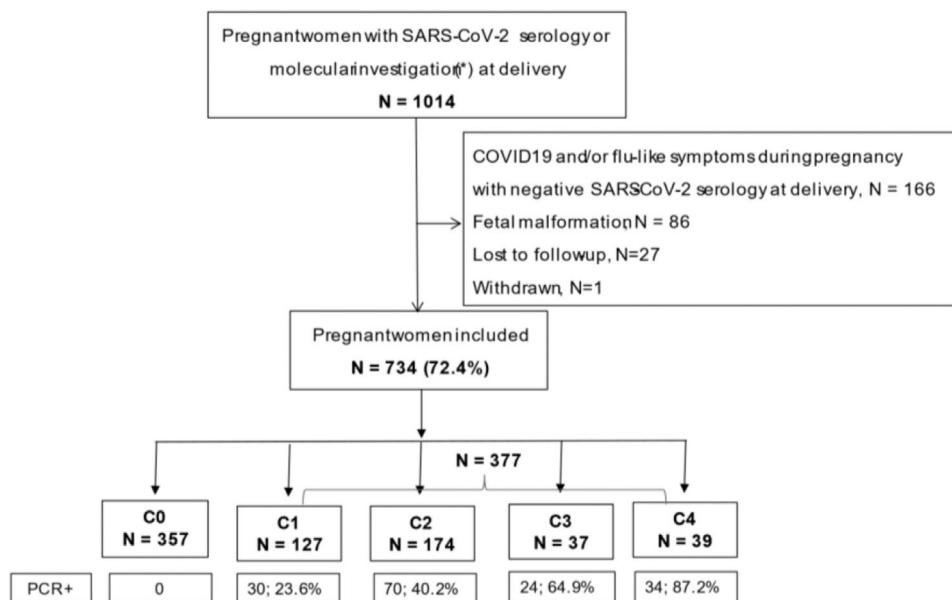 Pregnantwomen with SARS-CoV-2 serology or
molecularinvestigation(*) at delivery
N = 1014
COVID19 and/or flu-like symptoms duringpregnancy
with negative SARSCoV-2 serology at delivery, N = 166
Fetal malformation, N = 86
Lost to followup, N=27
Withdrawn, N=1
Pregnantwomen included
N = 734 (72.4%)
N = 377
C0
N = 357
C1
N = 127
C2
N = 174
C3
N = 37
C4
N = 39
PCR+
0
30; 23.6%
70; 40.2%
24; 64.9%
34; 87.2%